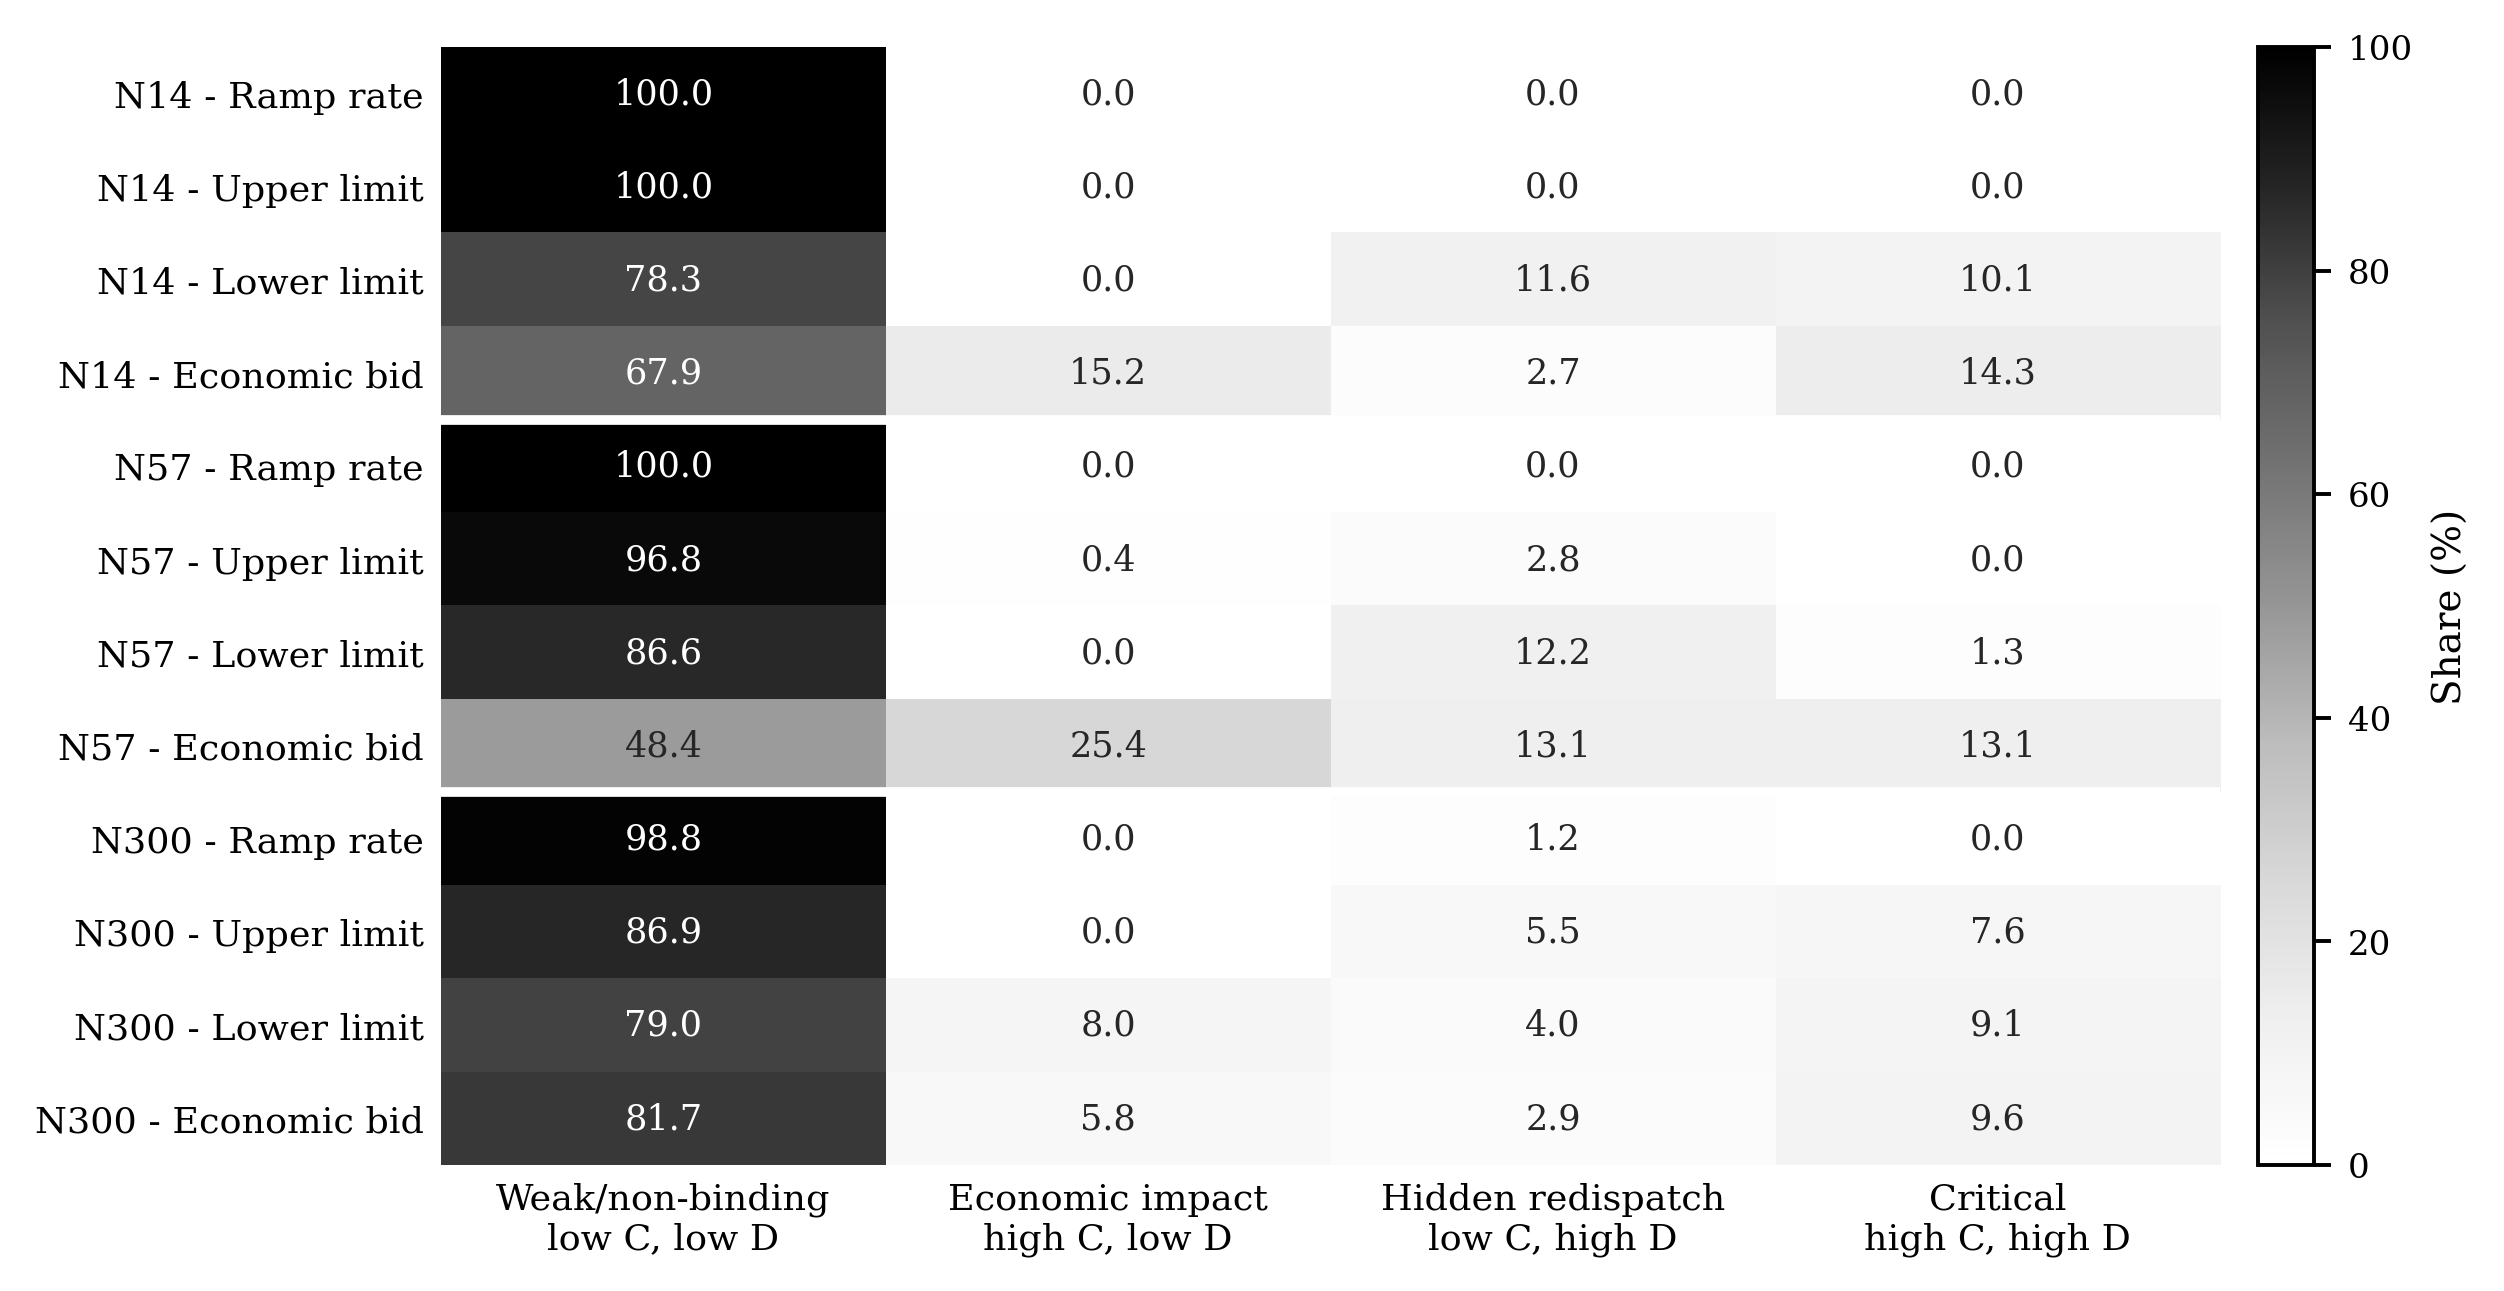 N14 - Ramp rate 100.0 0.0 0.0 0.0 100
N14 - Upper limit 100.0 0.0 0.0 0.0
N14 - Lower limit 78.3 0.0 11.6 10.1 80
N14 - Economic bid 67.9 15.2 2.7 14.3
N57 - Ramp rate 100.0 0.0 0.0 0.0 60
N57 - Upper limit 96.8 0.4 2.8 0.0
N57 - Lower limit 86.6 0.0 12.2 1.3
N57 - Economic bid 48.4 25.4 13.1 13.1 40
N300 - Ramp rate 98.8 0.0 1.2 0.0
N300 - Upper limit 86.9 0.0 5.5 7.6 20
N300 - Lower limit 79.0 8.0 4.0 9.1
N300 - Economic bid 81.7 5.8 2.9 9.6 0
Share (%)
Weak/non-binding Economic impact Hidden redispatch Critical
low C, low D high C, low D low C, high D high C, high D